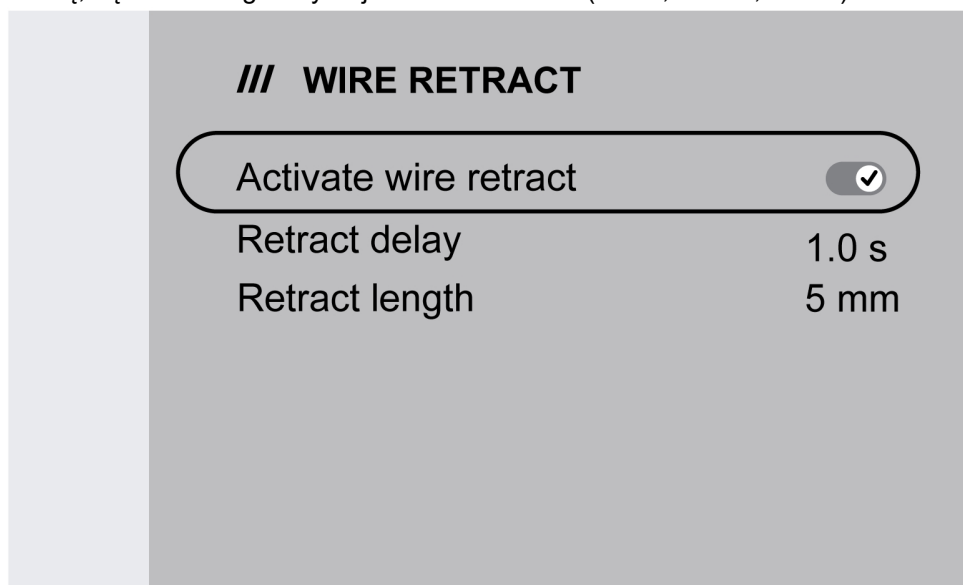 /// WIRE RETRACT
Activate wire retract
Retract delay 1.0 s
Retract length 5 mm